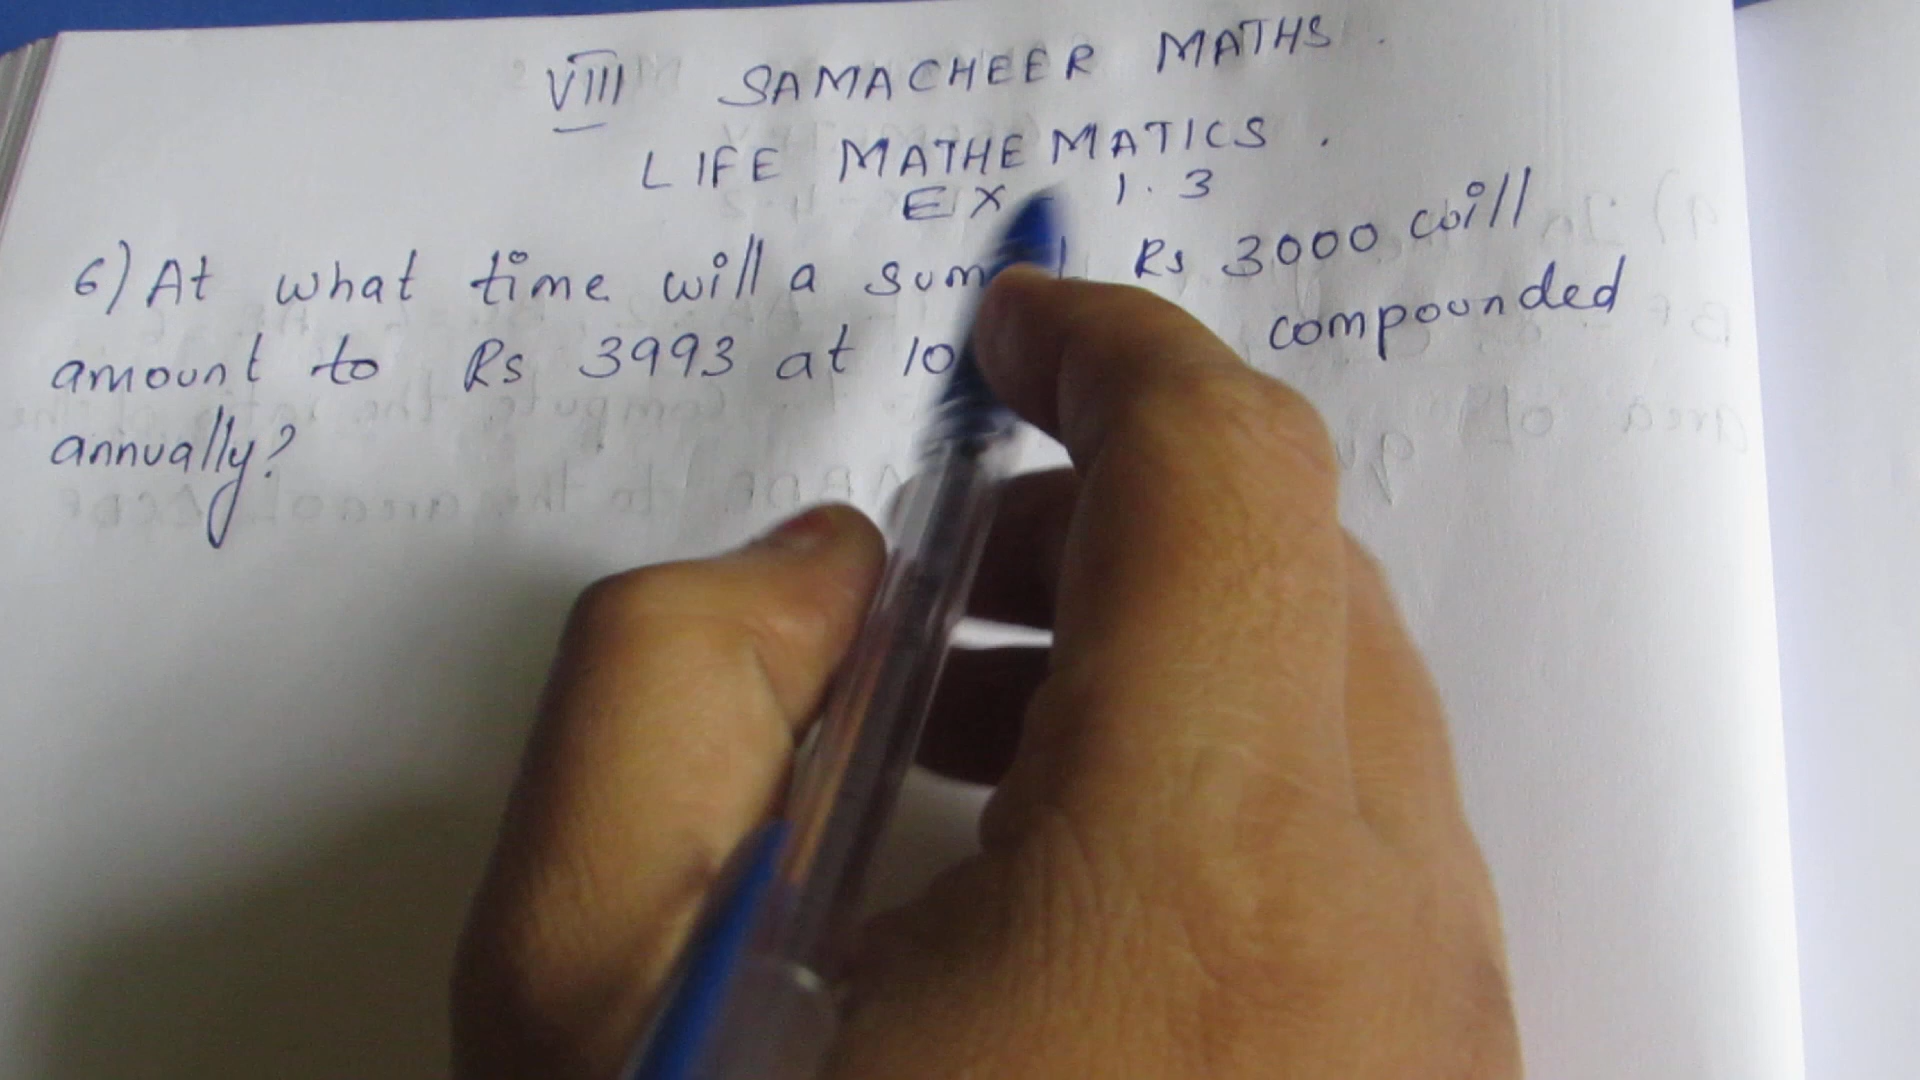 VIII SAMACHEER MATHS.
LIFE MATHEMATICS.
EX - 1.3
6) At what time will a sum Rs 3000 will
amount to Rs 3993 at 10 compounded
annually?